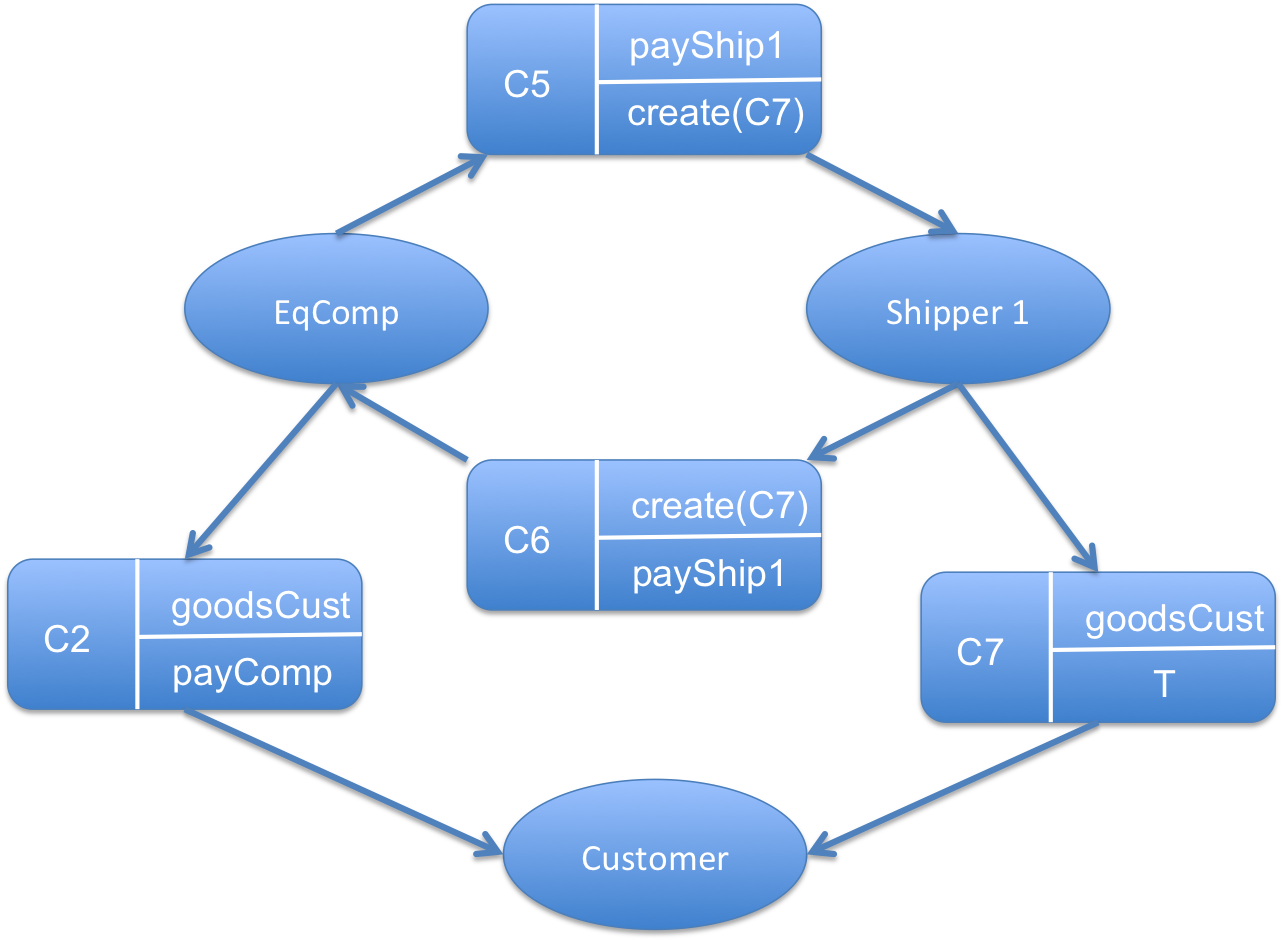 payShip1
C5
create(C7)
EqComp
Shipper 1
create(C7)
C6
payShip1
goodsCust
C2
payComp
goodsCust
C7
T
Customer